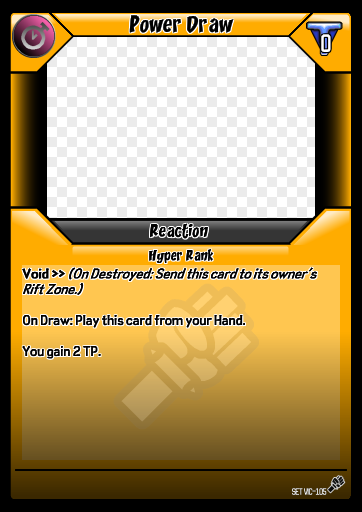 Power Draw
0
Reaction
Hyper Rank
Void >> (On Destroyed: Send this card to its owner's
Rift Zone.)
On Draw: Play this card from your Hand.
You gain 2 TP.
SET VIC-105